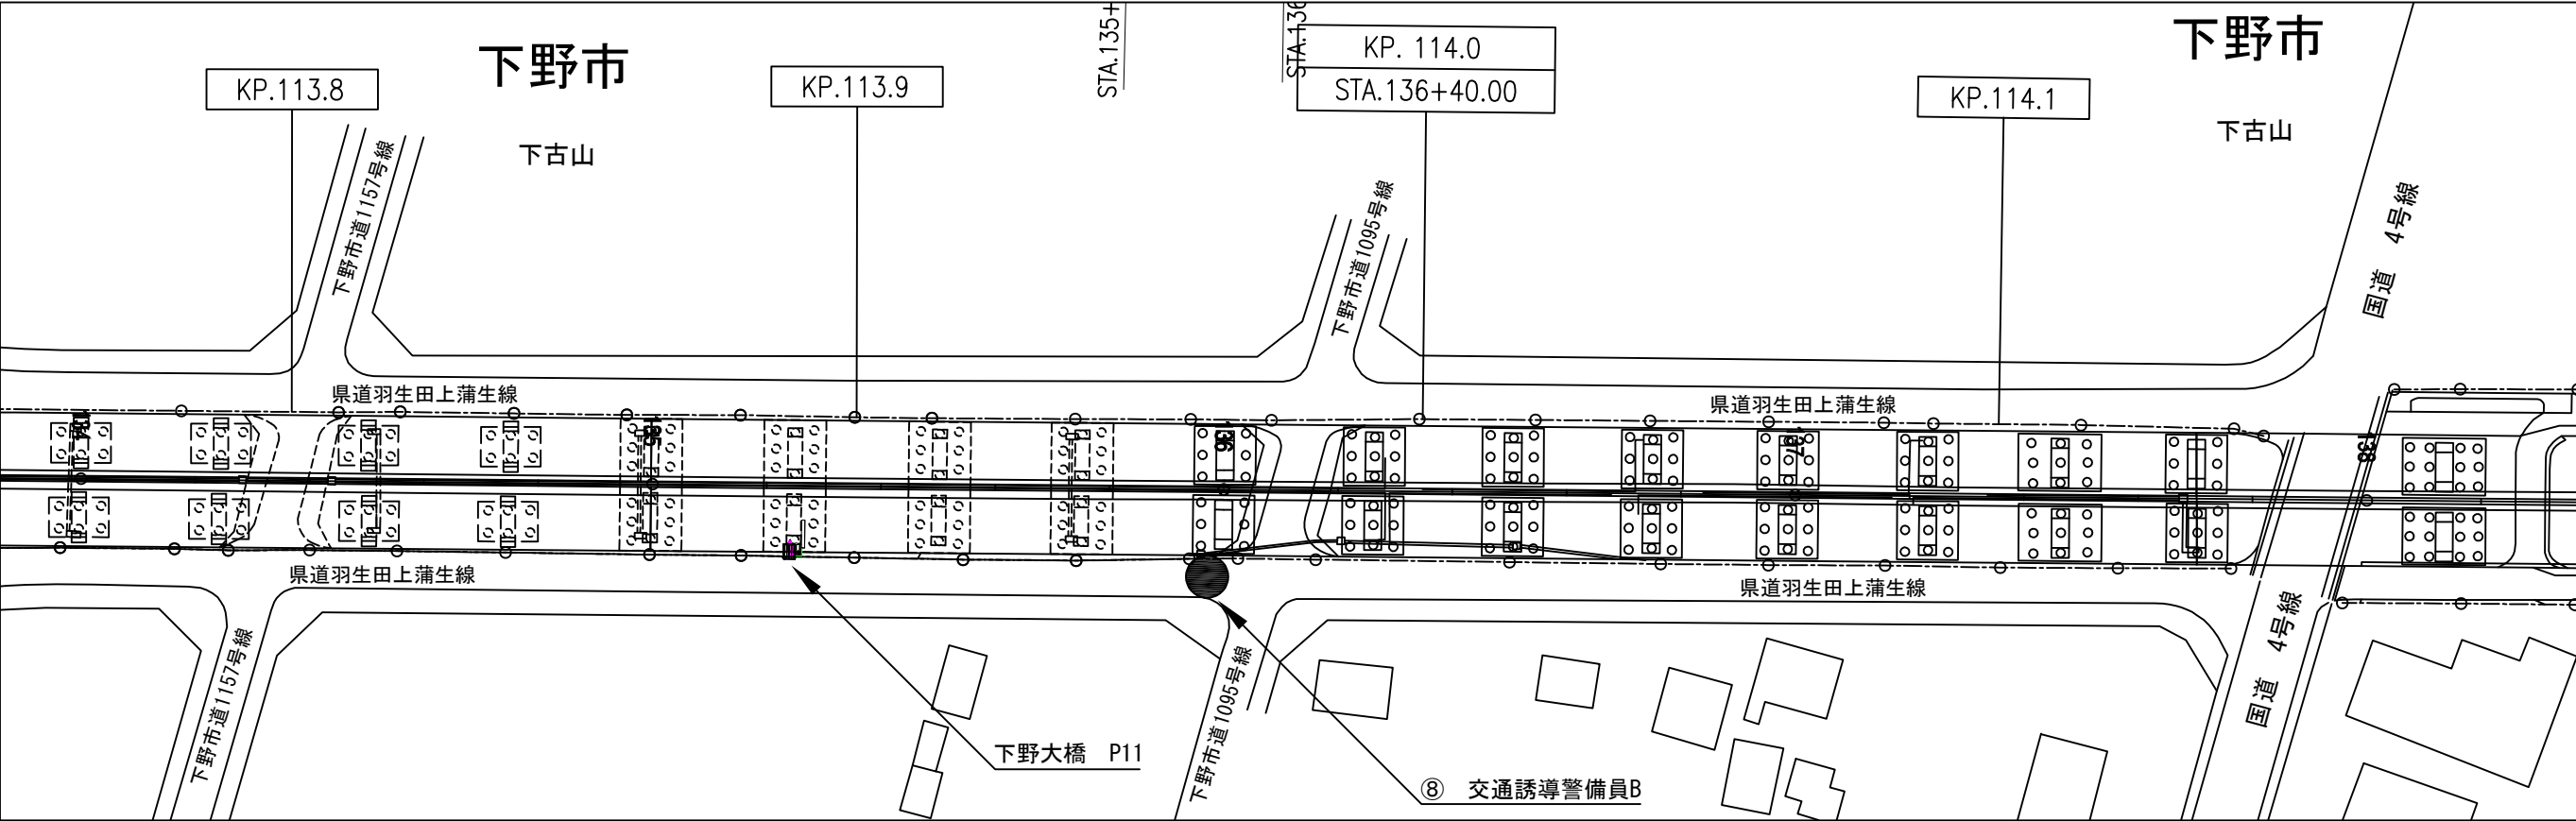 下野市
下古山
KP.113.8
KP.113.9
STA.135+
STA.136
KP. 114.0
STA.136+40.00
KP.114.1
下野市
下古山
下野市道1157号線
下野市道1095号線
国道 4号線
県道羽生田上蒲生線
県道羽生田上蒲生線
134
135
136
137
138
県道羽生田上蒲生線
県道羽生田上蒲生線
下野市道1157号線
下野市道1095号線
国道 4号線
下野大橋 P11
⑧ 交通誘導警備員B